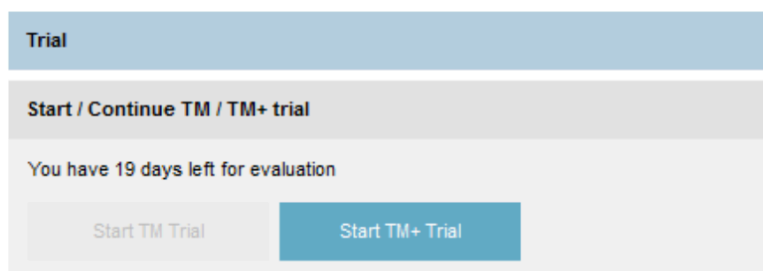 Trial
Start / Continue TM / TM+ trial
You have 19 days left for evaluation
Start TM Trial
Start TM+ Trial